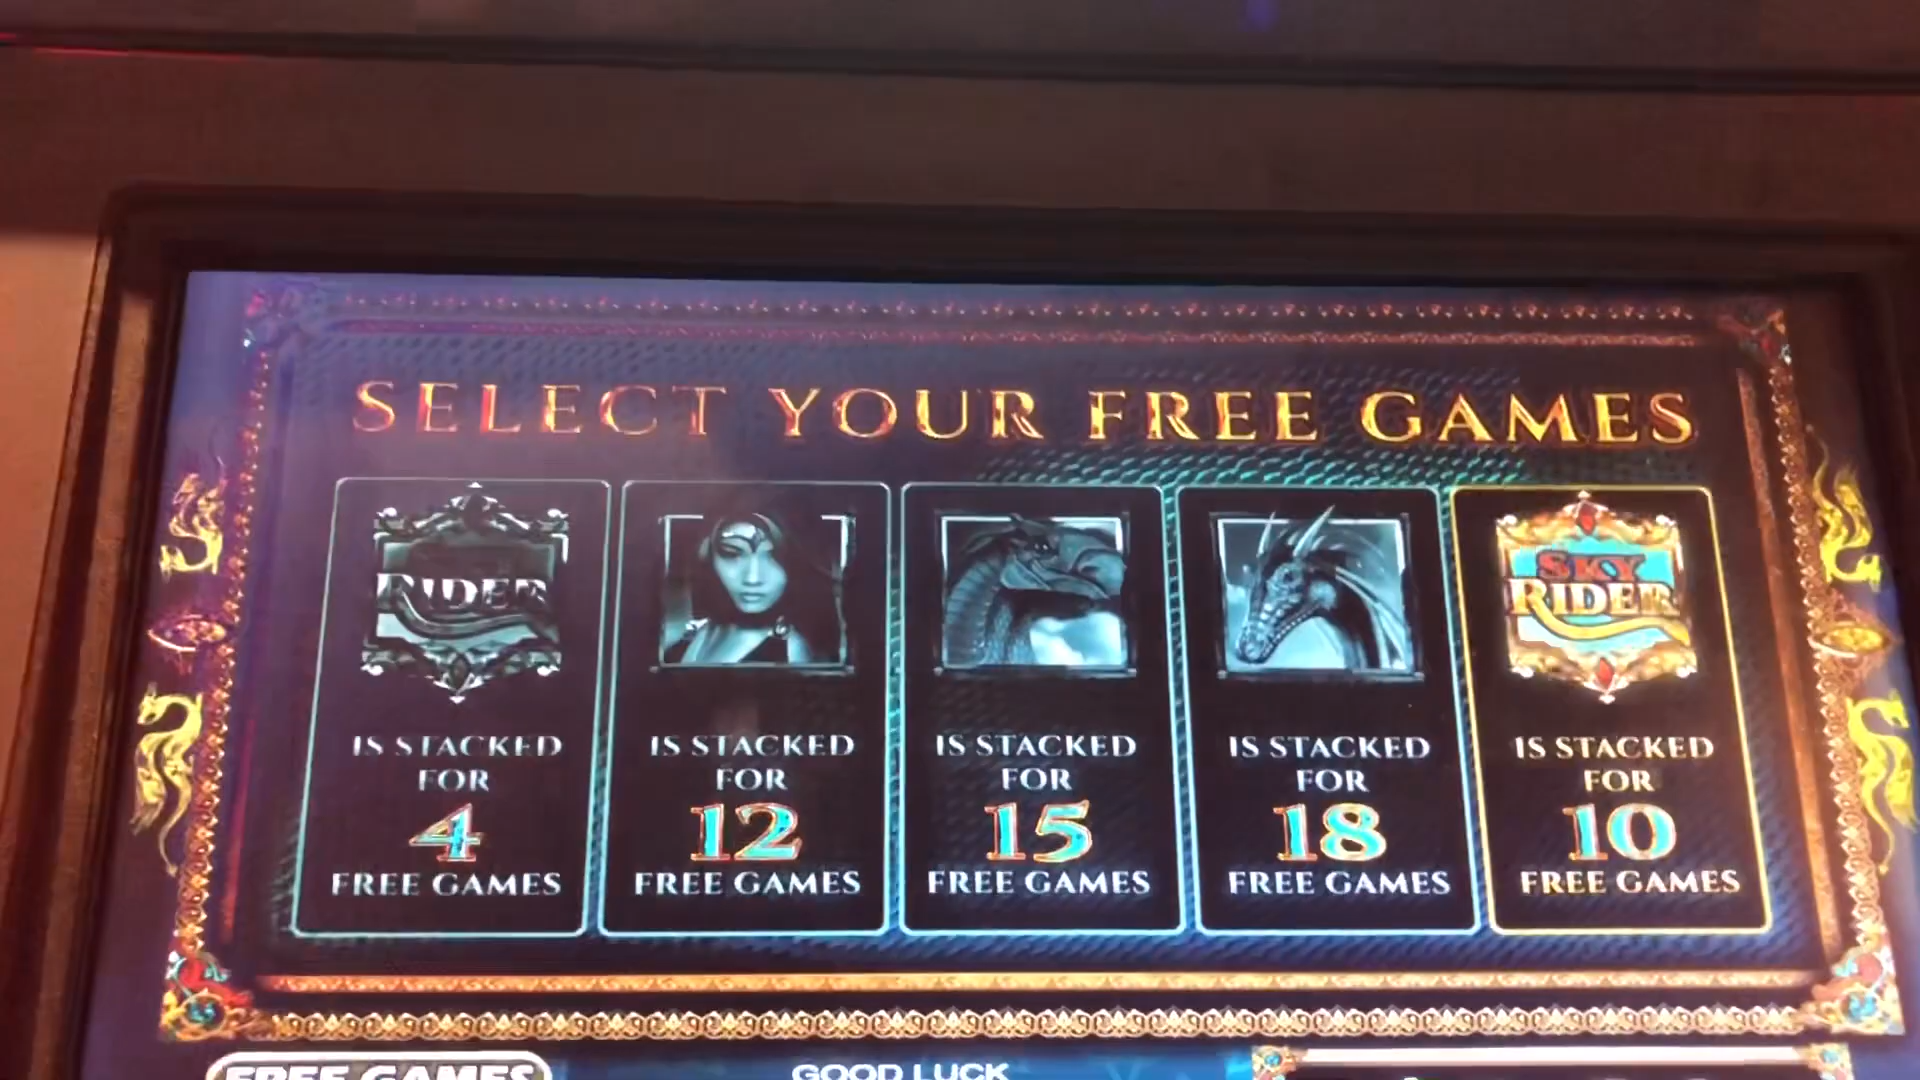 SELECT YOUR FREE GAMES
RIDER
IS STACKED
FOR
4
FREE GAMES
IS STACKED
FOR
12
FREE GAMES
IS STACKED
FOR
15
FREE GAMES
IS STACKED
FOR
18
FREE GAMES
SKY
RIDER
IS STACKED
FOR
10
FREE GAMES
FREE GAMES
GOOD LUCK